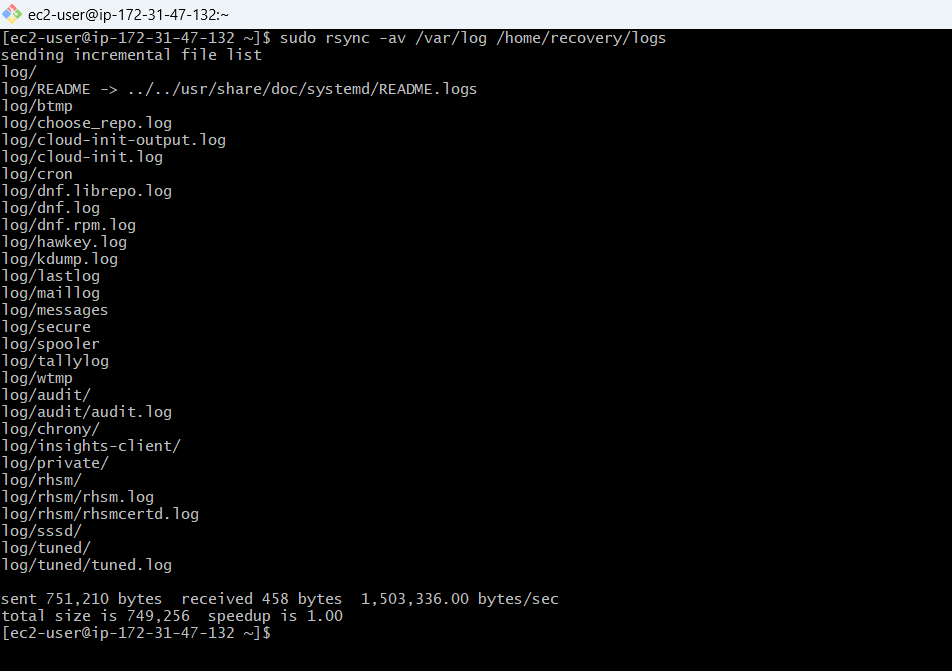 ec2-user@ip-172-31-47-132:~
[ec2-user@ip-172-31-47-132 ~]$ sudo rsync -av /var/log /home/recovery/logs
sending incremental file list
log/
log/README -> ../../usr/share/doc/systemd/README.logs
log/btmp
log/choose_repo.log
log/cloud-init-output.log
log/cloud-init.log
log/cron
log/dnf.librepo.log
log/dnf.log
log/dnf.rpm.log
log/hawkey.log
log/kdump.log
log/lastlog
log/maillog
log/messages
log/secure
log/spooler
log/tallylog
log/wtmp
log/audit/
log/audit/audit.log
log/chrony/
log/insights-client/
log/private/
log/rhsm/
log/rhsm/rhsm.log
log/rhsm/rhsmcertd.log
log/sssd/
log/tuned/
log/tuned/tuned.log

sent 751,210 bytes  received 458 bytes  1,503,336.00 bytes/sec
total size is 749,256  speedup is 1.00
[ec2-user@ip-172-31-47-132 ~]$